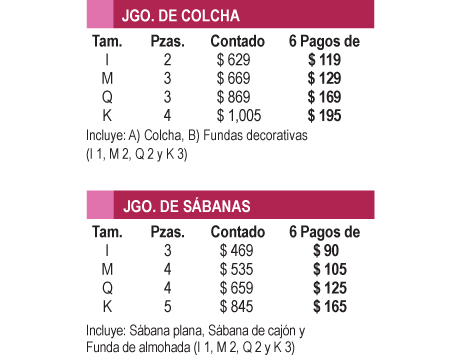 JGO. DE COLCHA
Tam. Pzas. Contado 6 Pagos de
I 2 $ 629 $ 119
M 3 $ 669 $ 129
Q 3 $ 869 $ 169
K 4 $ 1,005 $ 195
Incluye: A) Colcha, B) Fundas decorativas
(I 1, M 2, Q 2 y K 3)
JGO. DE SÁBANAS
Tam. Pzas. Contado 6 Pagos de
I 3 $ 469 $ 90
M 4 $ 535 $ 105
Q 4 $ 659 $ 125
K 5 $ 845 $ 165
Incluye: Sábana plana, Sábana de cajón y
Funda de almohada (I 1, M 2, Q 2 y K 3)